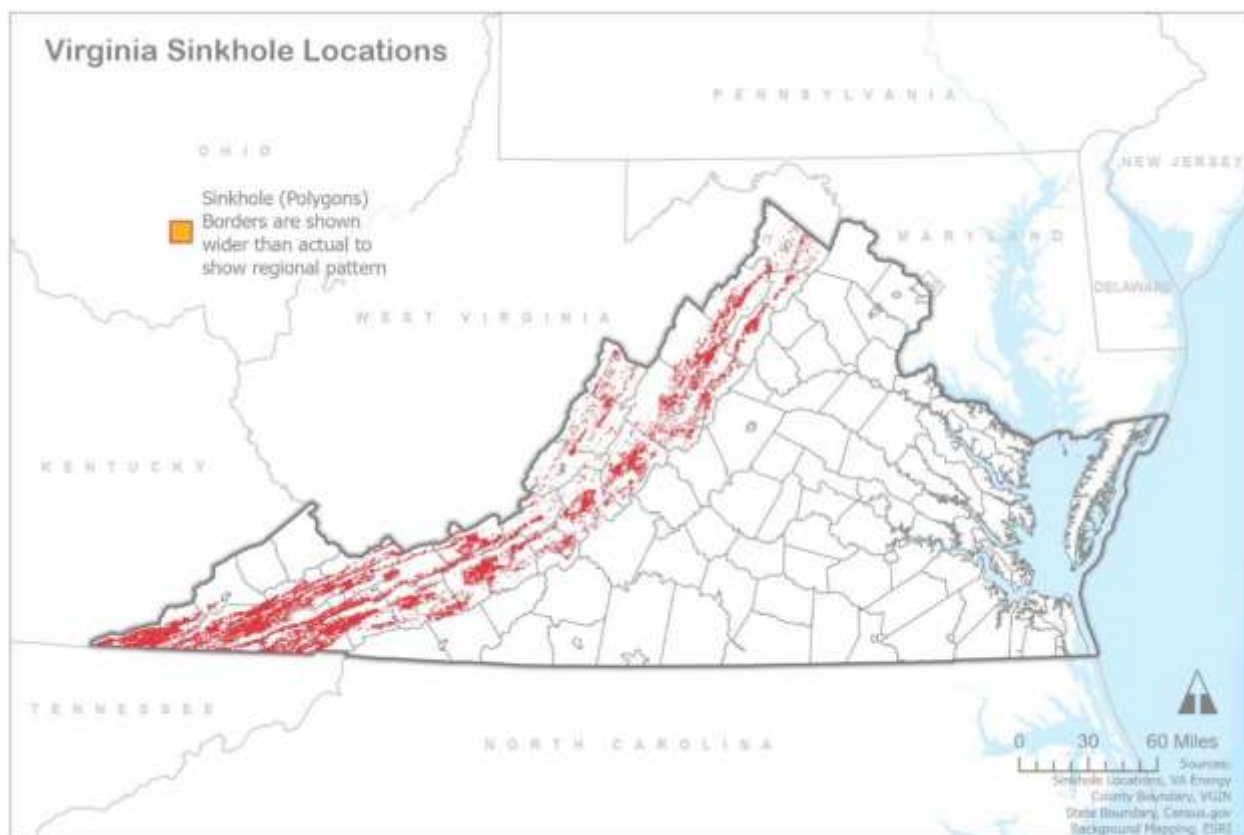 Virginia Sinkhole Locations
PENNSYLVANIA
OHIO
NEW JERSEY
Sinkhole (Polygons)
Borders are shown
wider than actual to
show regional pattern
MARYLAND
DELAWARE
WEST VIRGINIA
KENTUCKY
TENNESSEE
NORTH CAROLINA
0 30 60 Miles
Sources:
Sinkhole Locations, VA Energy
County Boundary, VGIN
State Boundary, Census.gov
Background Mapping, ESRI